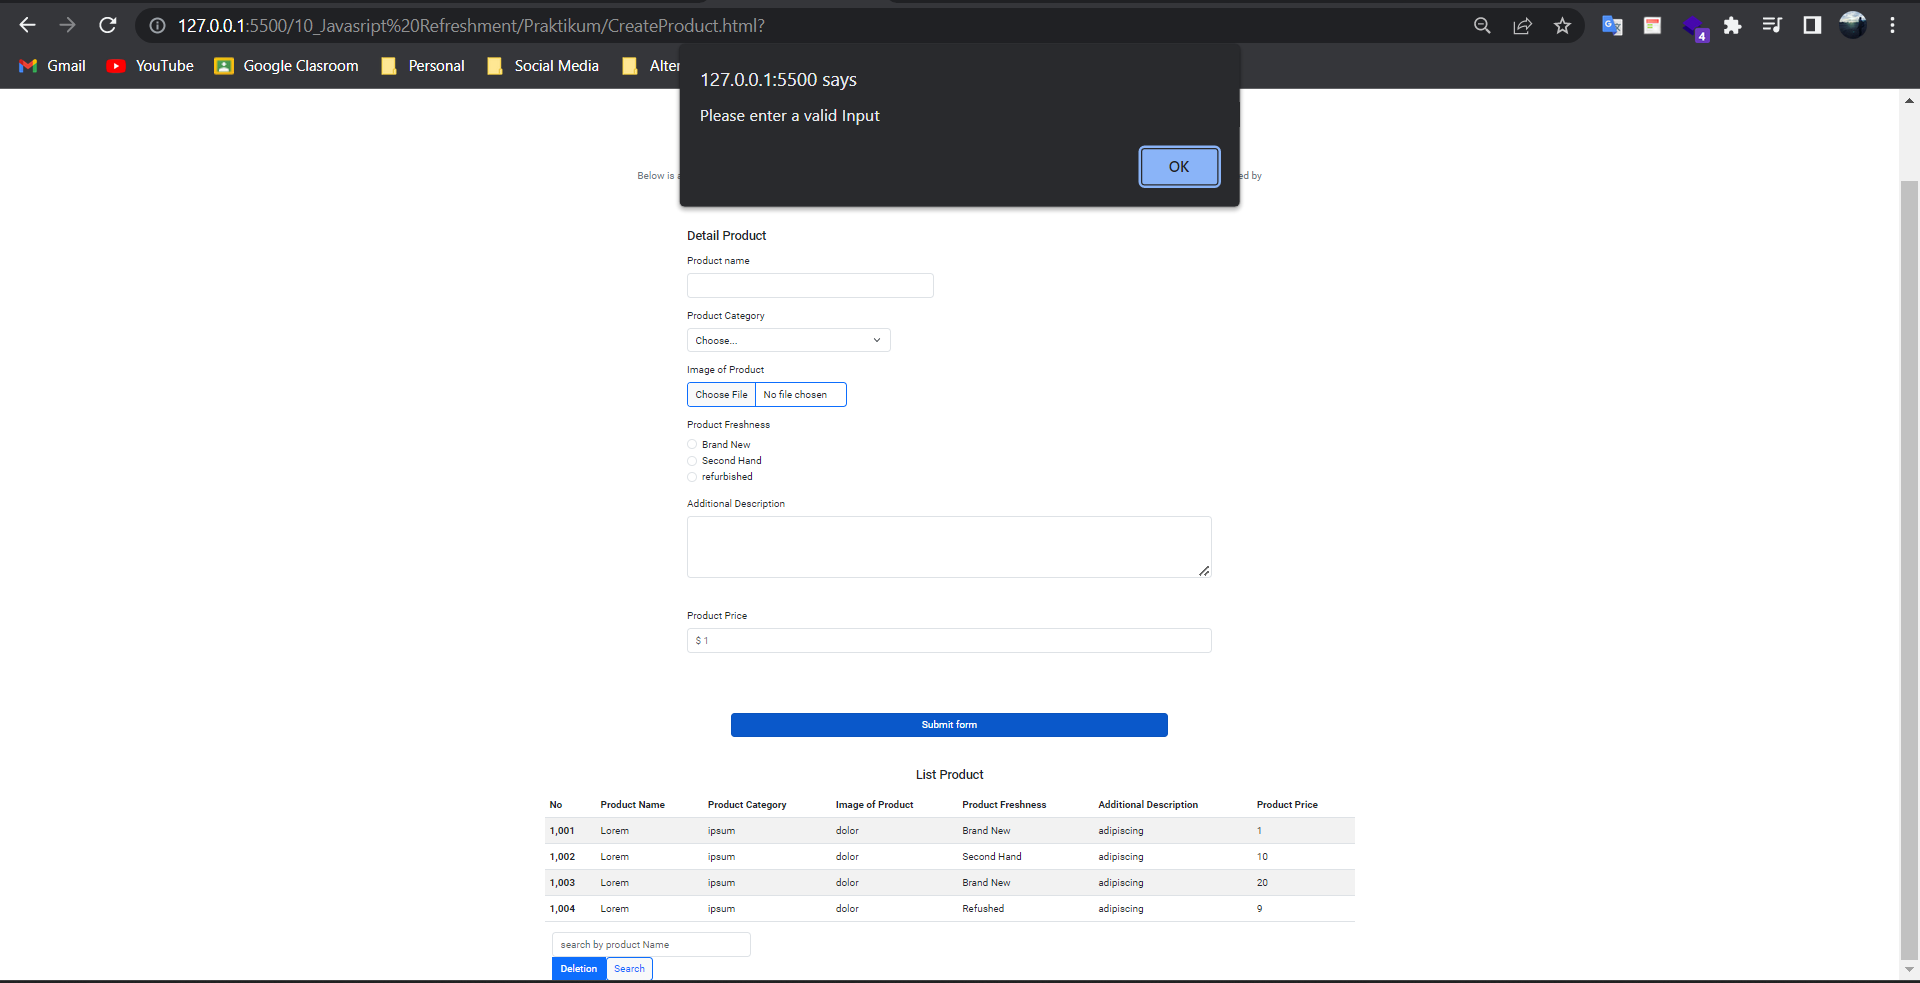 127.0.0.1:5500/10_Javasript%20Refreshment/Praktikum/CreateProduct.html?
4
Gmail YouTube Google Clasroom Personal Social Media Alter
127.0.0.1:5500 says
Please enter a valid Input
OK
Below is a ed by
Detail Product
Product name
Product Category
Choose...
Image of Product
Choose File No file chosen
Product Freshness
Brand New
Second Hand
refurbished
Additional Description
Product Price
$ 1
Submit form
List Product
No Product Name Product Category Image of Product Product Freshness Additional Description Product Price
1,001 Lorem ipsum dolor Brand New adipiscing 1
1,002 Lorem ipsum dolor Second Hand adipiscing 10
1,003 Lorem ipsum dolor Brand New adipiscing 20
1,004 Lorem ipsum dolor Refushed adipiscing 9
search by product Name
Deletion Search